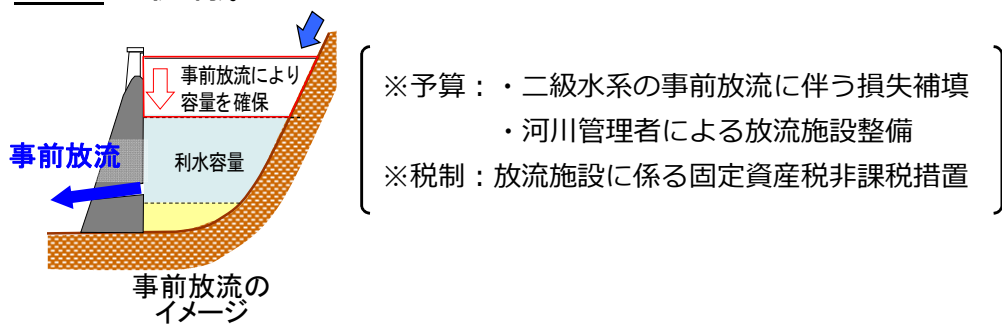 事前放流により
容量を確保
事前放流
利水容量
事前放流の
イメージ
※予算：・二級水系の事前放流に伴う損失補填
・河川管理者による放流施設整備
※税制：放流施設に係る固定資産税非課税措置